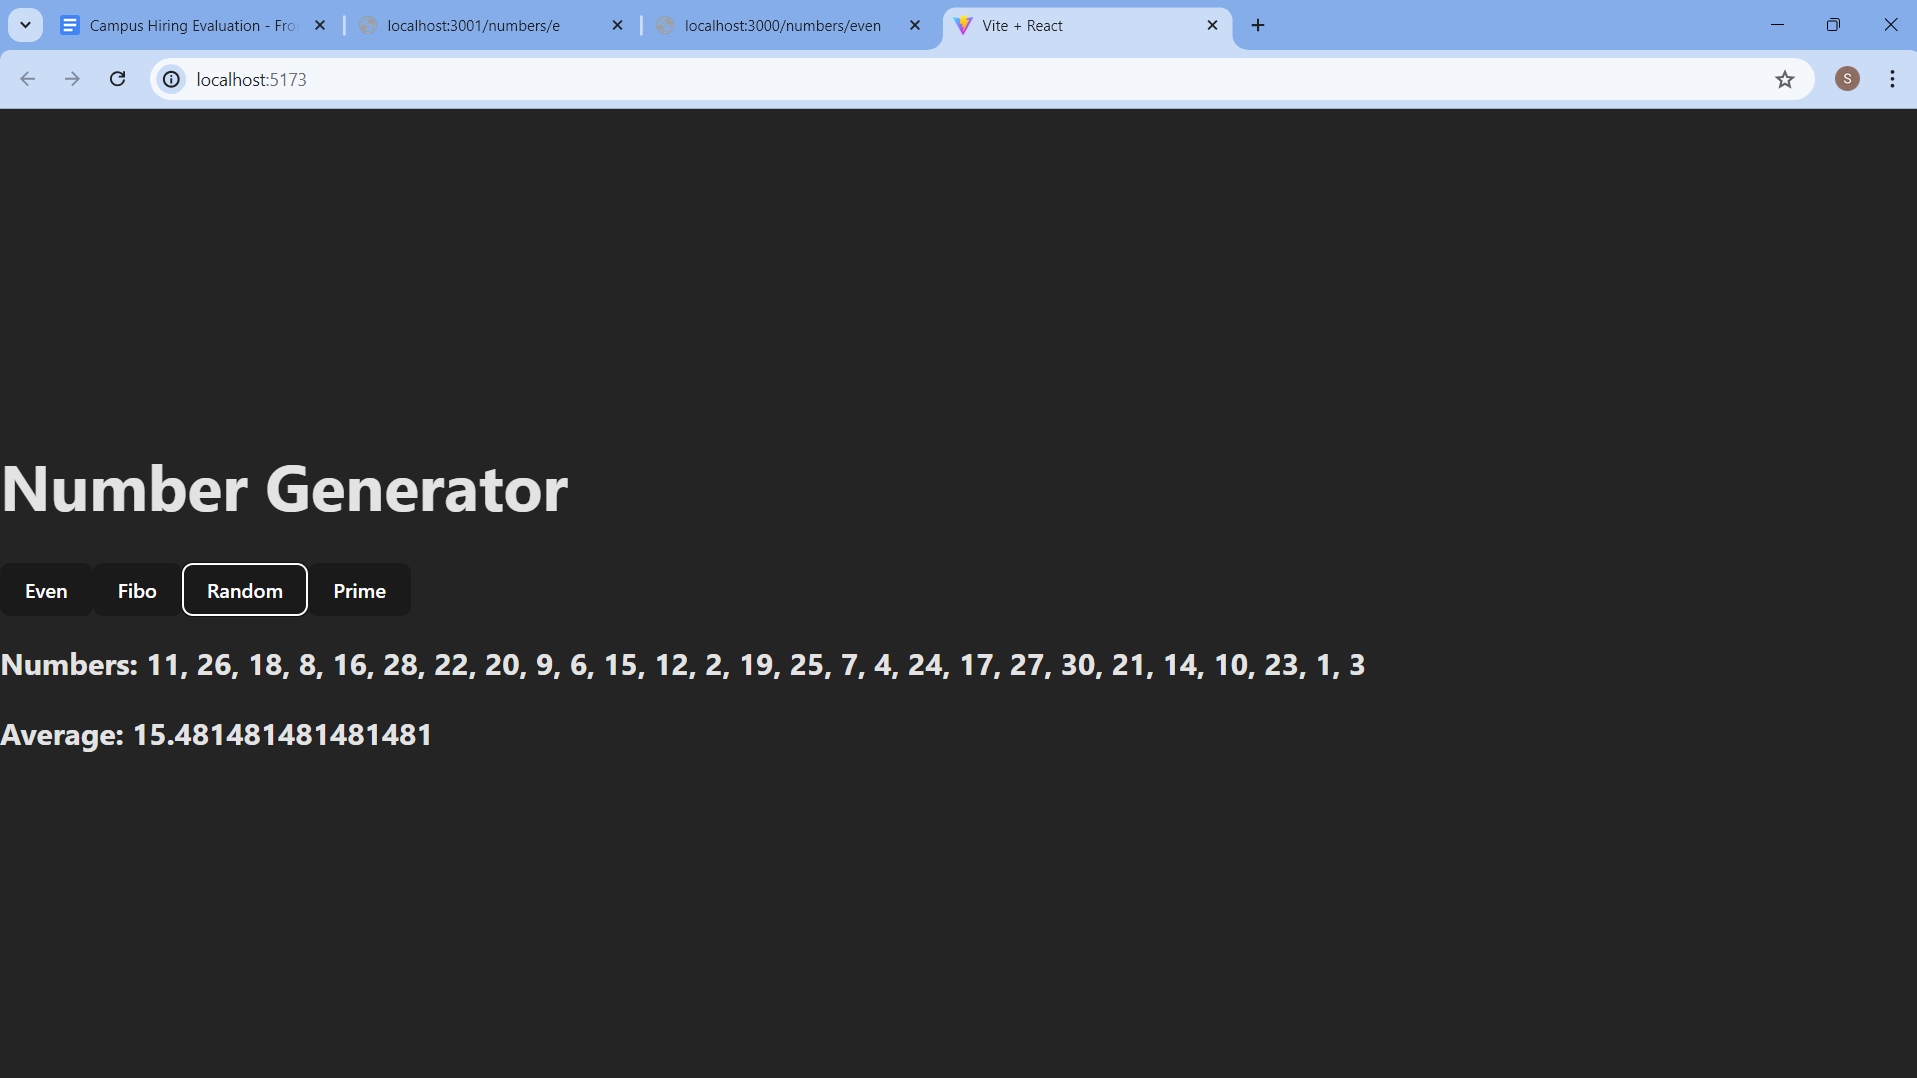 Campus Hiring Evaluation - Fro
localhost:3001/numbers/e
localhost:3000/numbers/even
Vite + React
localhost:5173
S
Number Generator
Even Fibo Random Prime
Numbers: 11, 26, 18, 8, 16, 28, 22, 20, 9, 6, 15, 12, 2, 19, 25, 7, 4, 24, 17, 27, 30, 21, 14, 10, 23, 1, 3
Average: 15.481481481481481